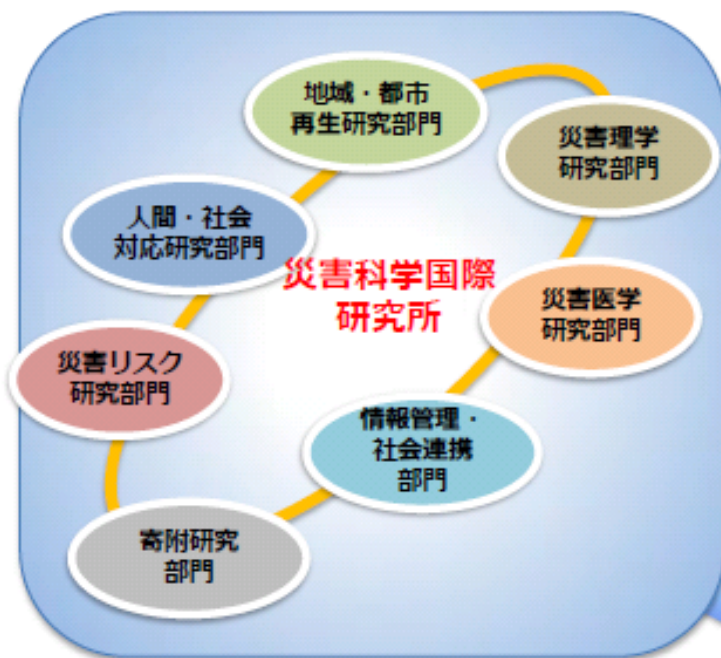 地域・都市
再生研究部門
災害理学
研究部門
人間・社会
対応研究部門
災害科学国際
研究所
災害医学
研究部門
災害リスク
研究部門
情報管理・
社会連携
部門
寄附研究
部門